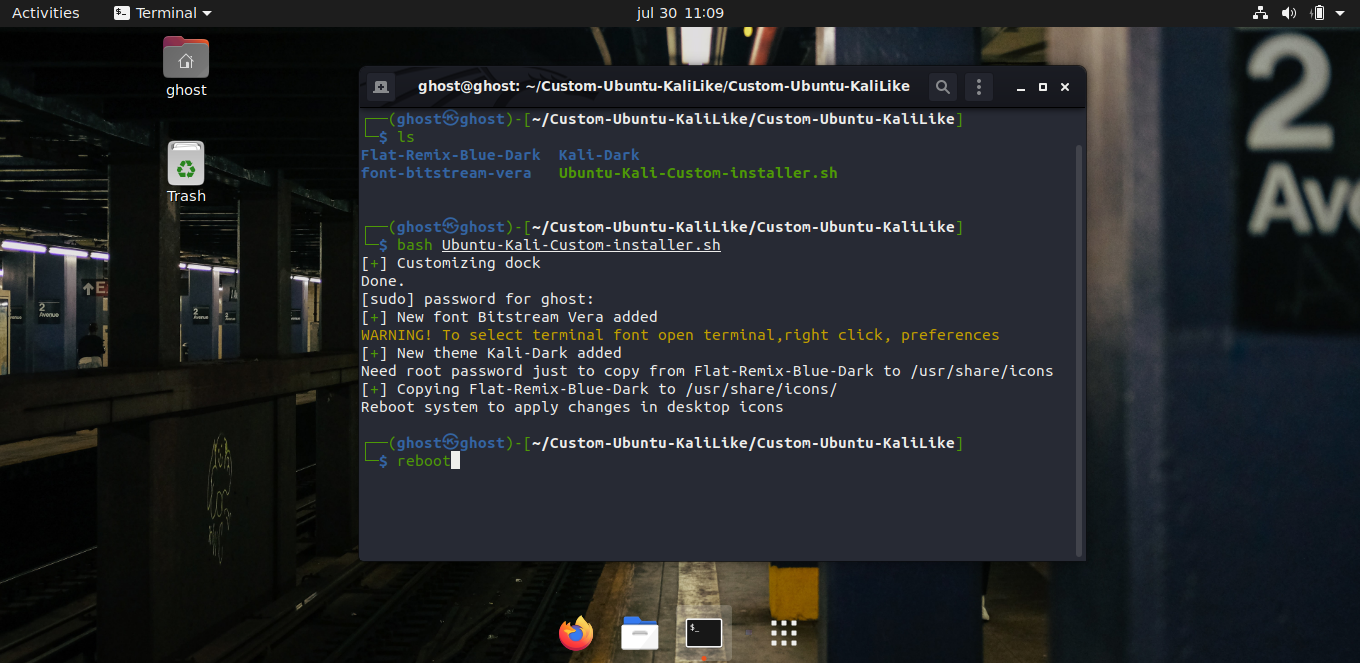 Activities
Terminal
jul 30 11:09
ghost
Trash
ghost@ghost: ~/Custom-Ubuntu-KaliLike/Custom-Ubuntu-KaliLike
┌──(ghost㉿ghost)-[~/Custom-Ubuntu-KaliLike/Custom-Ubuntu-KaliLike]
└─$ ls
Flat-Remix-Blue-Dark  Kali-Dark
font-bitstream-vera   Ubuntu-Kali-Custom-installer.sh
┌──(ghost㉿ghost)-[~/Custom-Ubuntu-KaliLike/Custom-Ubuntu-KaliLike]
└─$ bash Ubuntu-Kali-Custom-installer.sh
[+] Customizing dock
Done.
[sudo] password for ghost:
[+] New font Bitstream Vera added
WARNING! To select terminal font open terminal,right click, preferences
[+] New theme Kali-Dark added
Need root password just to copy from Flat-Remix-Blue-Dark to /usr/share/icons
[+] Copying Flat-Remix-Blue-Dark to /usr/share/icons/
Reboot system to apply changes in desktop icons
┌──(ghost㉿ghost)-[~/Custom-Ubuntu-KaliLike/Custom-Ubuntu-KaliLike]
└─$ reboot
2
Ave
2
Avenue
2
Avenue